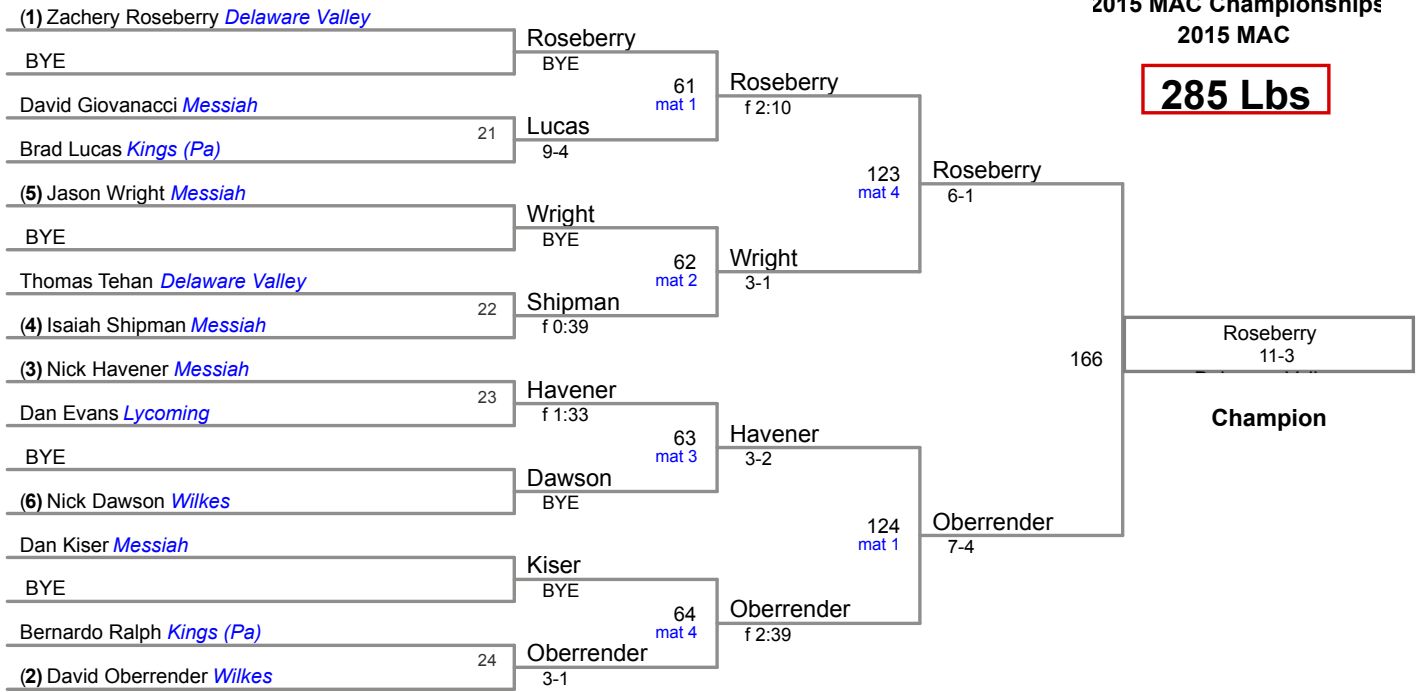 2015 MAC Championships
2015 MAC
285 Lbs
(1) Zachery Roseberry Delaware Valley
BYE
David Giovanacci Messiah
Brad Lucas Kings (Pa)
(5) Jason Wright Messiah
BYE
Thomas Tehan Delaware Valley
(4) Isaiah Shipman Messiah
(3) Nick Havener Messiah
Dan Evans Lycoming
BYE
(6) Nick Dawson Wilkes
Dan Kiser Messiah
BYE
Bernardo Ralph Kings (Pa)
(2) David Oberrender Wilkes
21
22
23
24
Roseberry
BYE
Lucas
9-4
Wright
BYE
Shipman
f 0:39
Havener
f 1:33
Dawson
BYE
Kiser
BYE
Oberrender
3-1
61
mat 1
62
mat 2
63
mat 3
64
mat 4
Roseberry
f 2:10
Wright
3-1
Havener
3-2
Oberrender
f 2:39
123
mat 4
124
mat 1
Roseberry
6-1
Oberrender
7-4
166
Roseberry
11-3
Champion